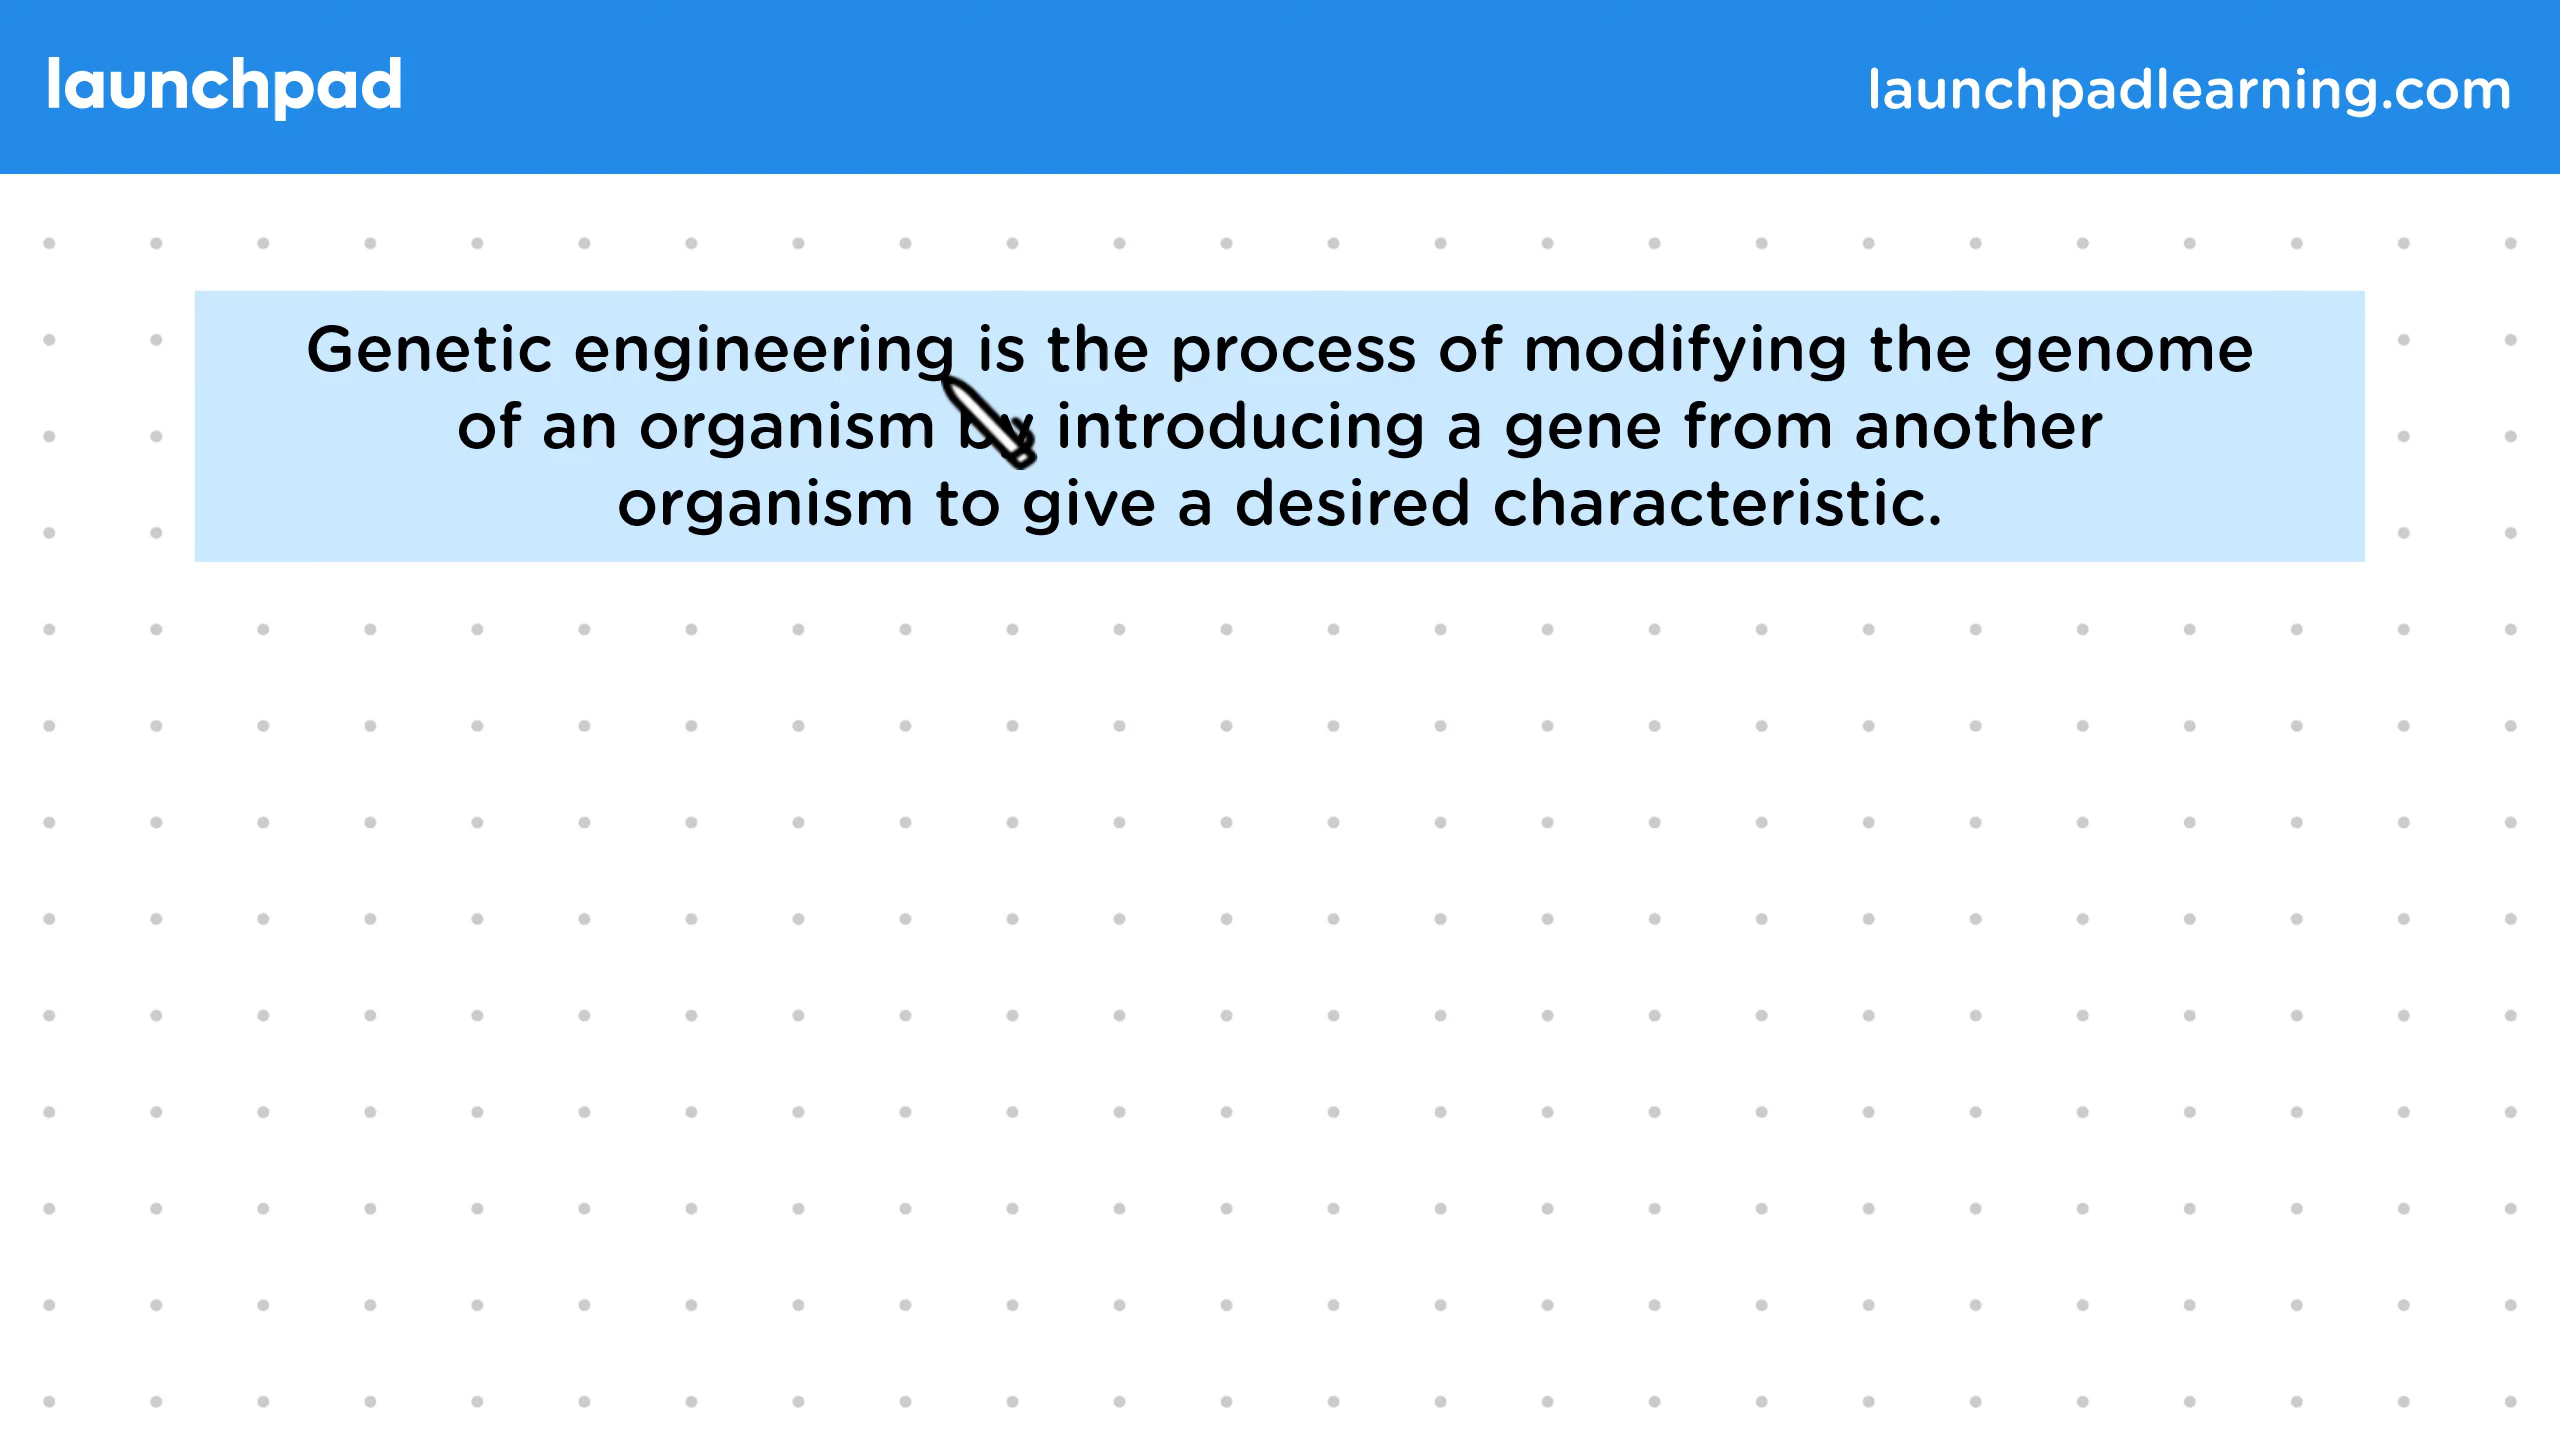 launchpad
launchpadlearning.com
Genetic engineering is the process of modifying the genome
of an organism by introducing a gene from another
organism to give a desired characteristic.